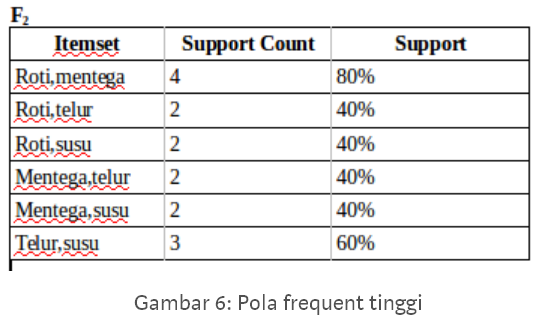 F₂
Itemset Support Count Support
Roti,mentega 4 80%
Roti,telur 2 40%
Roti,susu 2 40%
Mentega,telur 2 40%
Mentega,susu 2 40%
Telur,susu 3 60%
Gambar 6: Pola frequent tinggi